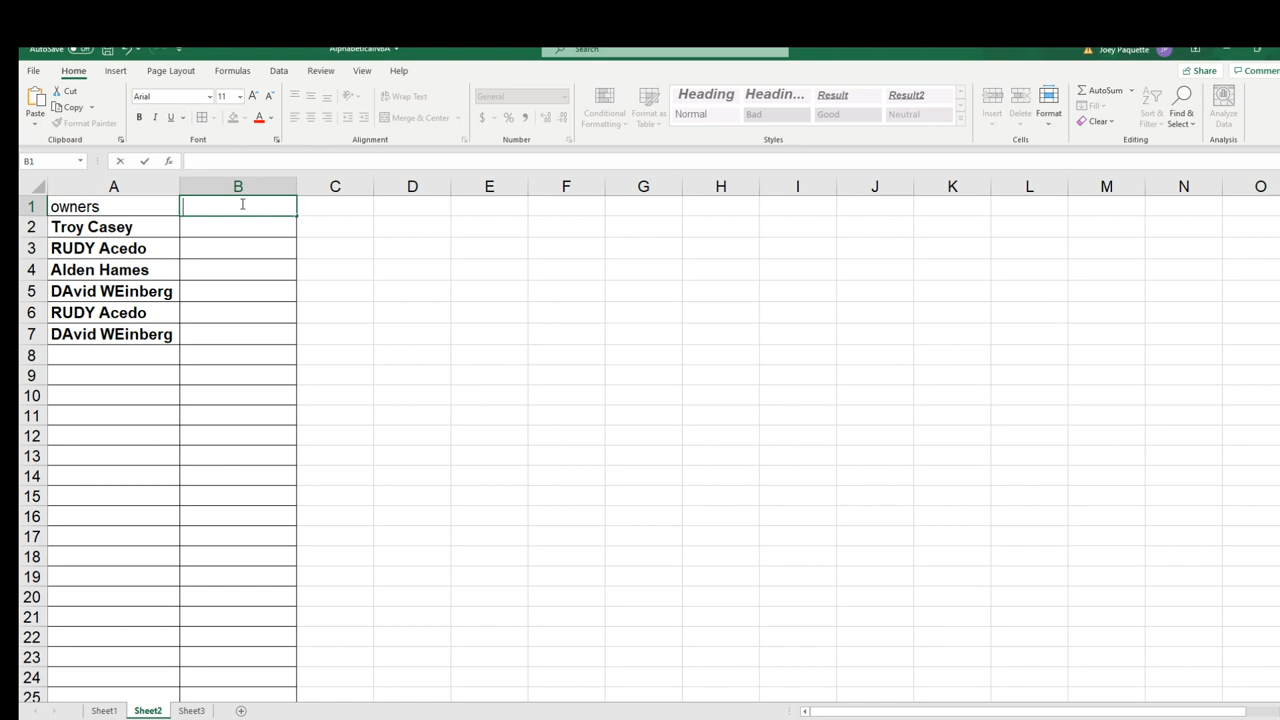 AutoSave Off AlphabeticalNBA Search Joey Paquette JP
File Home Insert Page Layout Formulas Data Review View Help Share Commen
Cut Arial 11 Wrap Text General Heading Headin... Result Result2 AutoSum
Copy Fill
Paste Format Painter Merge & Center Conditional Formatting Format as Table Normal Bad Good Neutral Insert Delete Format Clear Sort & Filter Find & Select Analyze Data
Clipboard Font Alignment Number Styles Cells Editing Analysis
B1 fx
A B C D E F G H I J K L M N O
1 owners
2 Troy Casey
3 RUDY Acedo
4 Alden Hames
5 DAvid WEinberg
6 RUDY Acedo
7 DAvid WEinberg
8
9
10
11
12
13
14
15
16
17
18
19
20
21
22
23
24
25
Sheet1 Sheet2 Sheet3